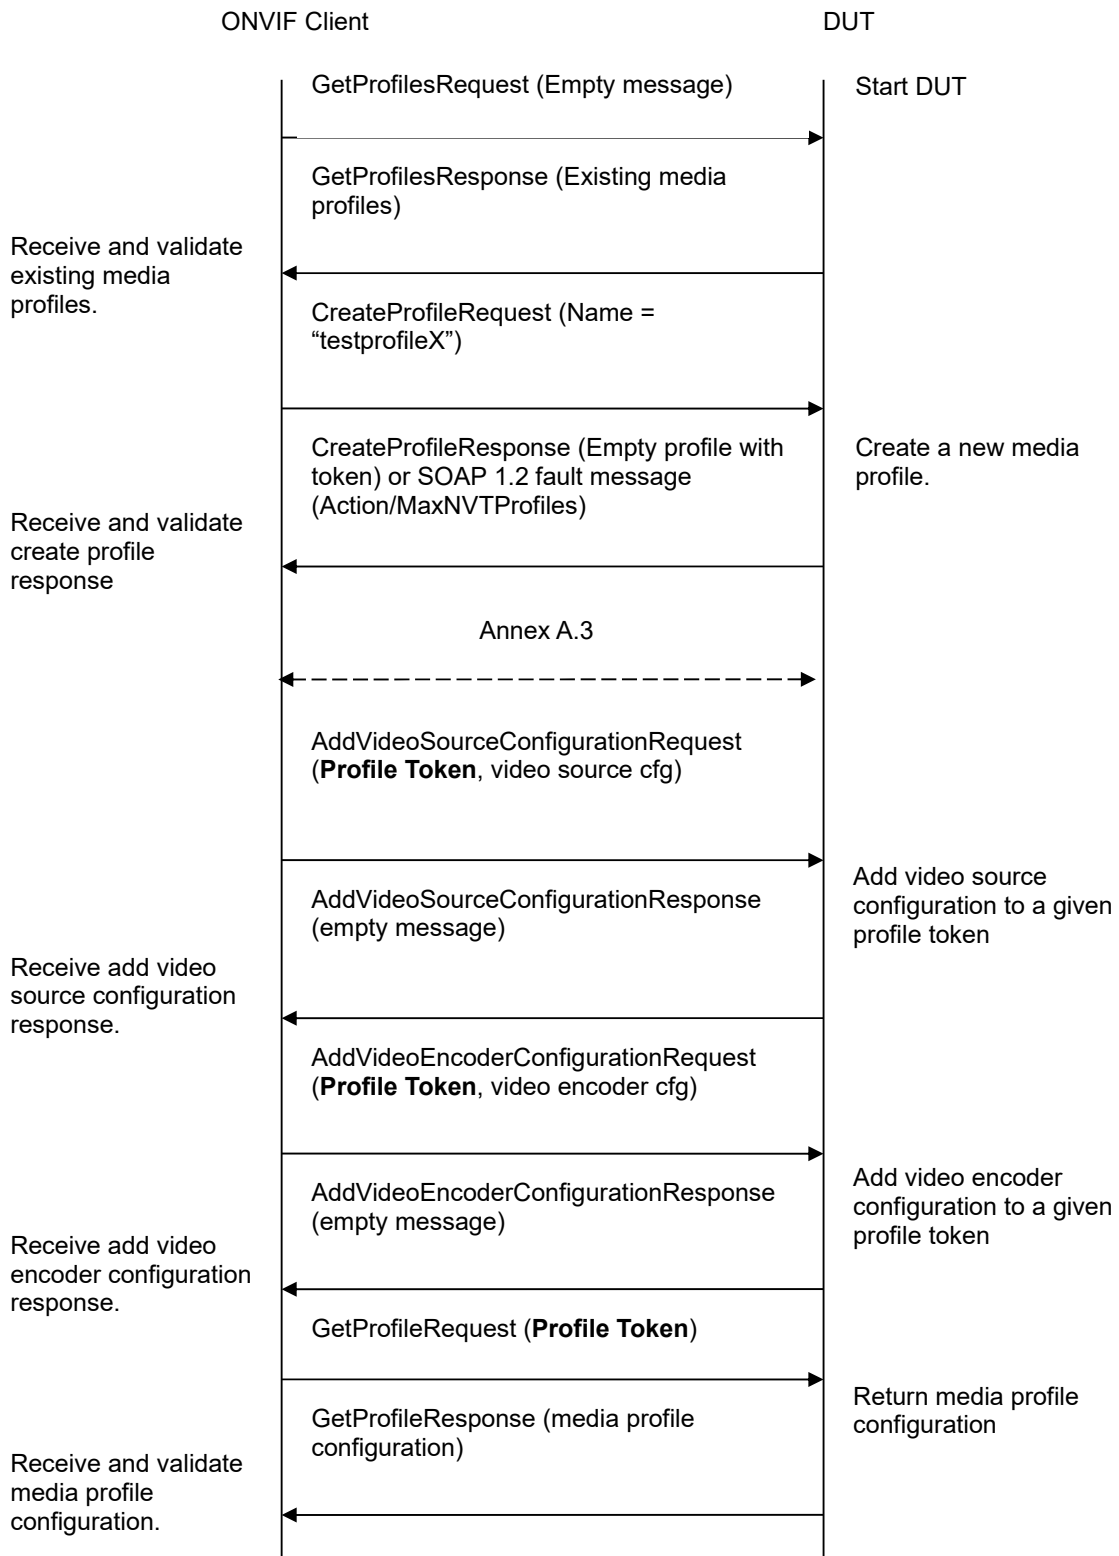 ONVIF Client
DUT
GetProfilesRequest (Empty message)
Start DUT
GetProfilesResponse (Existing media
profiles)
Receive and validate
existing media
profiles.
CreateProfileRequest (Name =
“testprofileX”)
CreateProfileResponse (Empty profile with
token) or SOAP 1.2 fault message
(Action/MaxNVTProfiles)
Create a new media
profile.
Receive and validate
create profile
response
Annex A.3
AddVideoSourceConfigurationRequest
(Profile Token, video source cfg)
Add video source
configuration to a given
profile token
AddVideoSourceConfigurationResponse
(empty message)
Receive add video
source configuration
response.
AddVideoEncoderConfigurationRequest
(Profile Token, video encoder cfg)
Add video encoder
configuration to a given
profile token
AddVideoEncoderConfigurationResponse
(empty message)
Receive add video
encoder configuration
response.
GetProfileRequest (Profile Token)
Return media profile
configuration
GetProfileResponse (media profile
configuration)
Receive and validate
media profile
configuration.